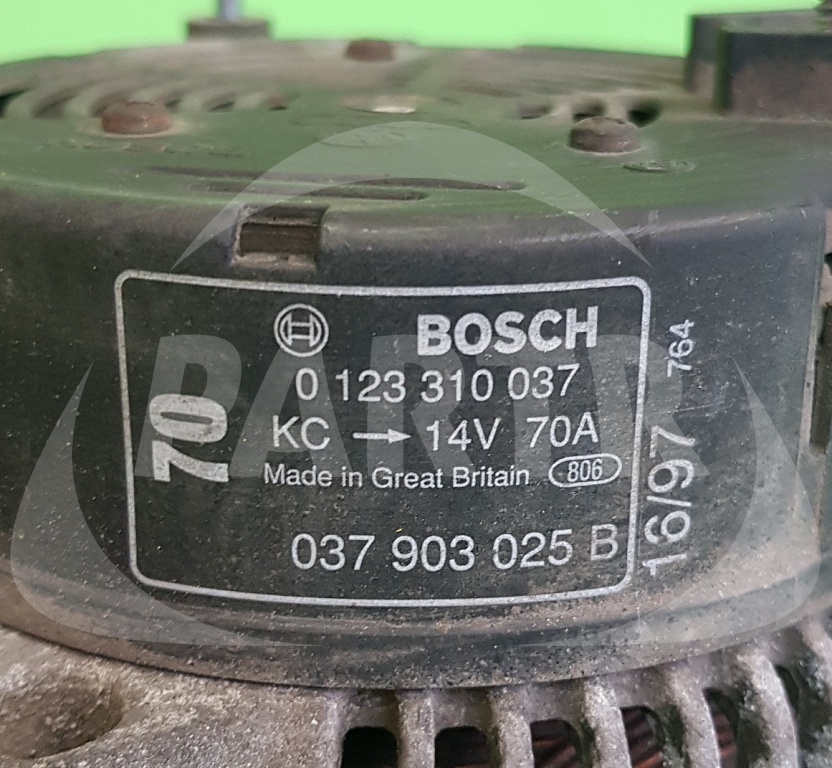 BOSCH
0 123 310 037
KC → 14V 70A
Made in Great Britain 806
037 903 025 B
70
16/97 764
PARTR